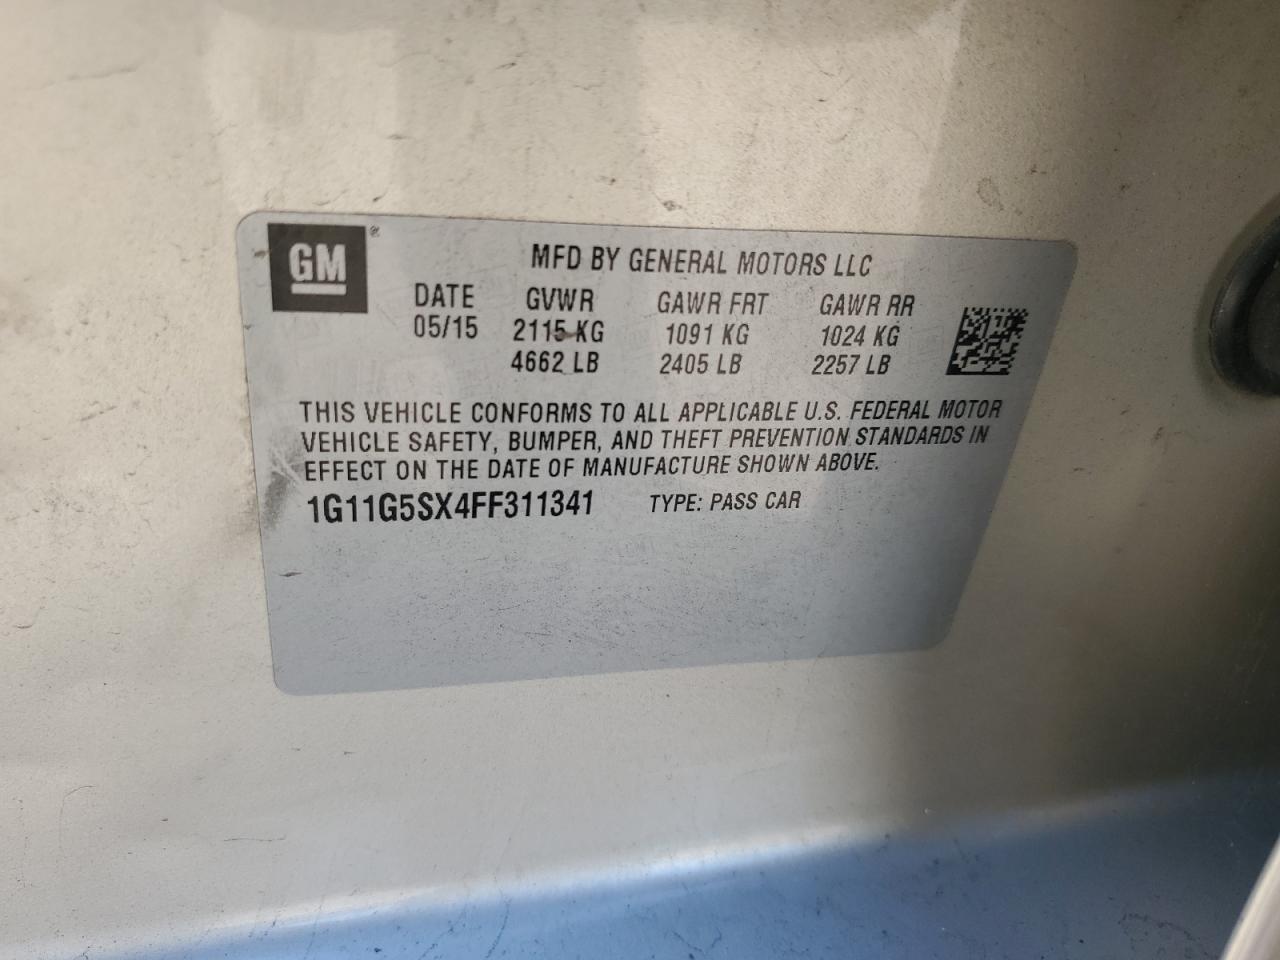 GM®
MFD BY GENERAL MOTORS LLC
DATE GVWR GAWR FRT GAWR RR
05/15 2115 KG 1091 KG 1024 KG
4662 LB 2405 LB 2257 LB
THIS VEHICLE CONFORMS TO ALL APPLICABLE U.S. FEDERAL MOTOR
VEHICLE SAFETY, BUMPER, AND THEFT PREVENTION STANDARDS IN
EFFECT ON THE DATE OF MANUFACTURE SHOWN ABOVE.
1G11G5SX4FF311341 TYPE: PASS CAR